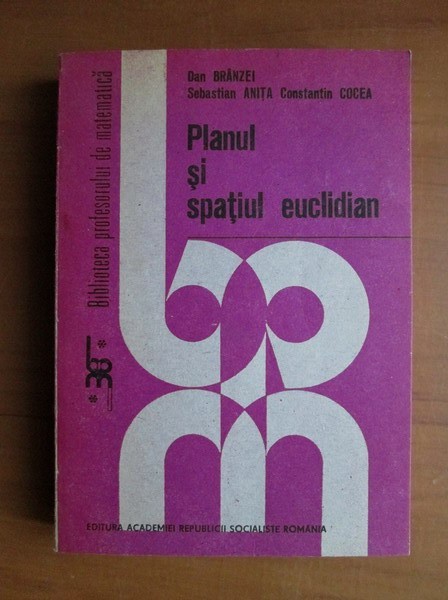 Dan BRÂNZEI
Sebastian ANIȚA Constantin COCEA
Planul
și
spațiul euclidian
Biblioteca profesorului de matematică
bpm
EDITURA ACADEMIEI REPUBLICII SOCIALISTE ROMÂNIA